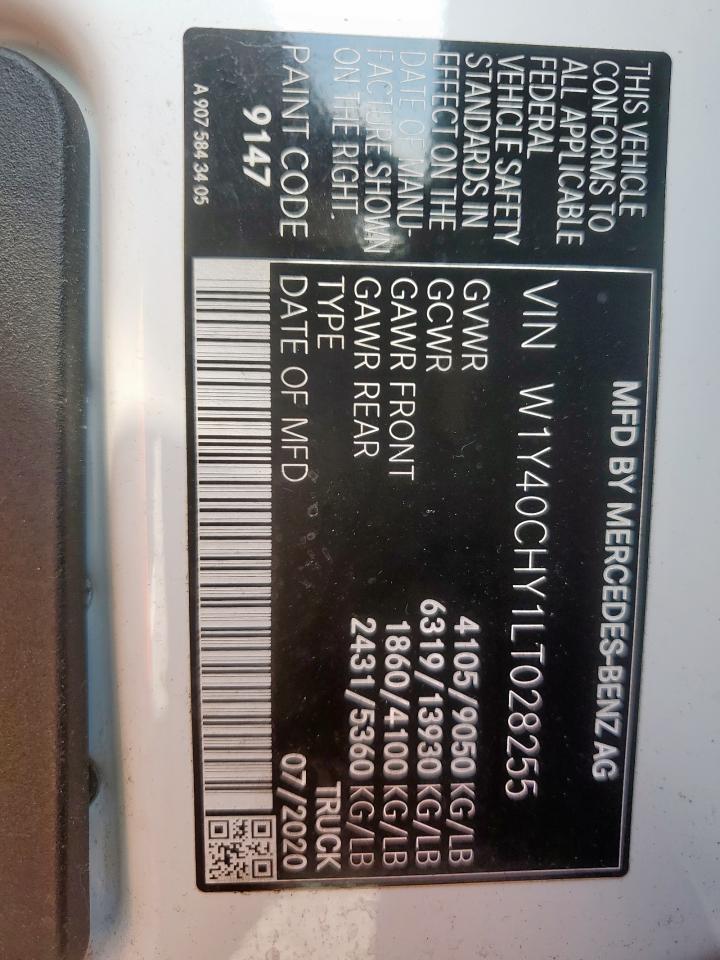 MFD BY MERCEDES-BENZ AG
VIN W1Y40CHY1LT028255
GVWR 4105/9050 KG/LB
GCWR 6319/13930 KG/LB
GAWR FRONT 1860/4100 KG/LB
GAWR REAR 2431/5360 KG/LB
TYPE TRUCK
DATE OF MFD 07/2020
THIS VEHICLE
CONFORMS TO
ALL APPLICABLE
FEDERAL
VEHICLE SAFETY
STANDARDS IN
EFFECT ON THE
DATE OF MANU-
FACTURE SHOWN
ON THE RIGHT.
PAINT CODE
9147
A 907 584 34 05